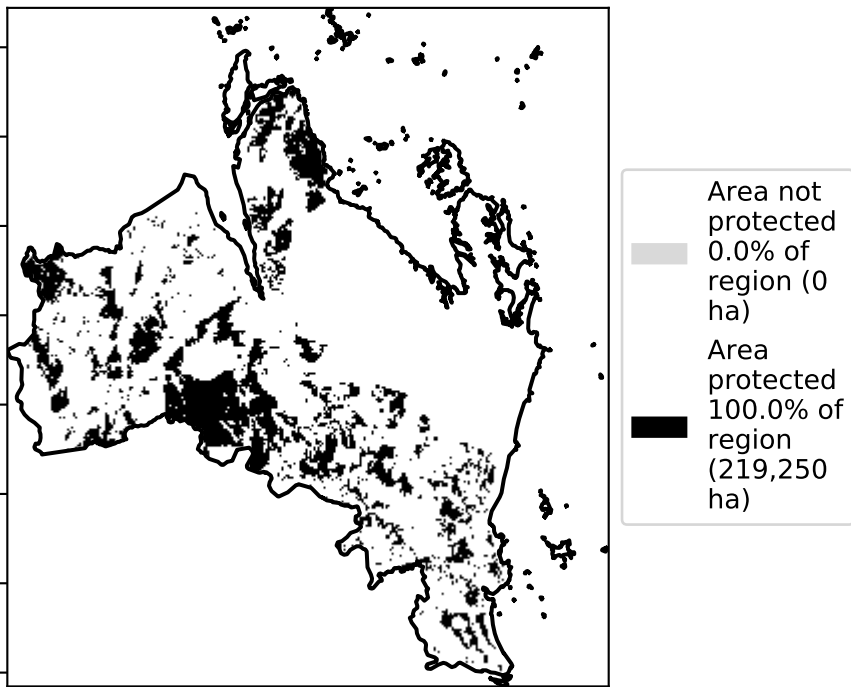 Area not
protected
0.0% of
region (0
ha)
Area
protected
100.0% of
region
(219,250
ha)